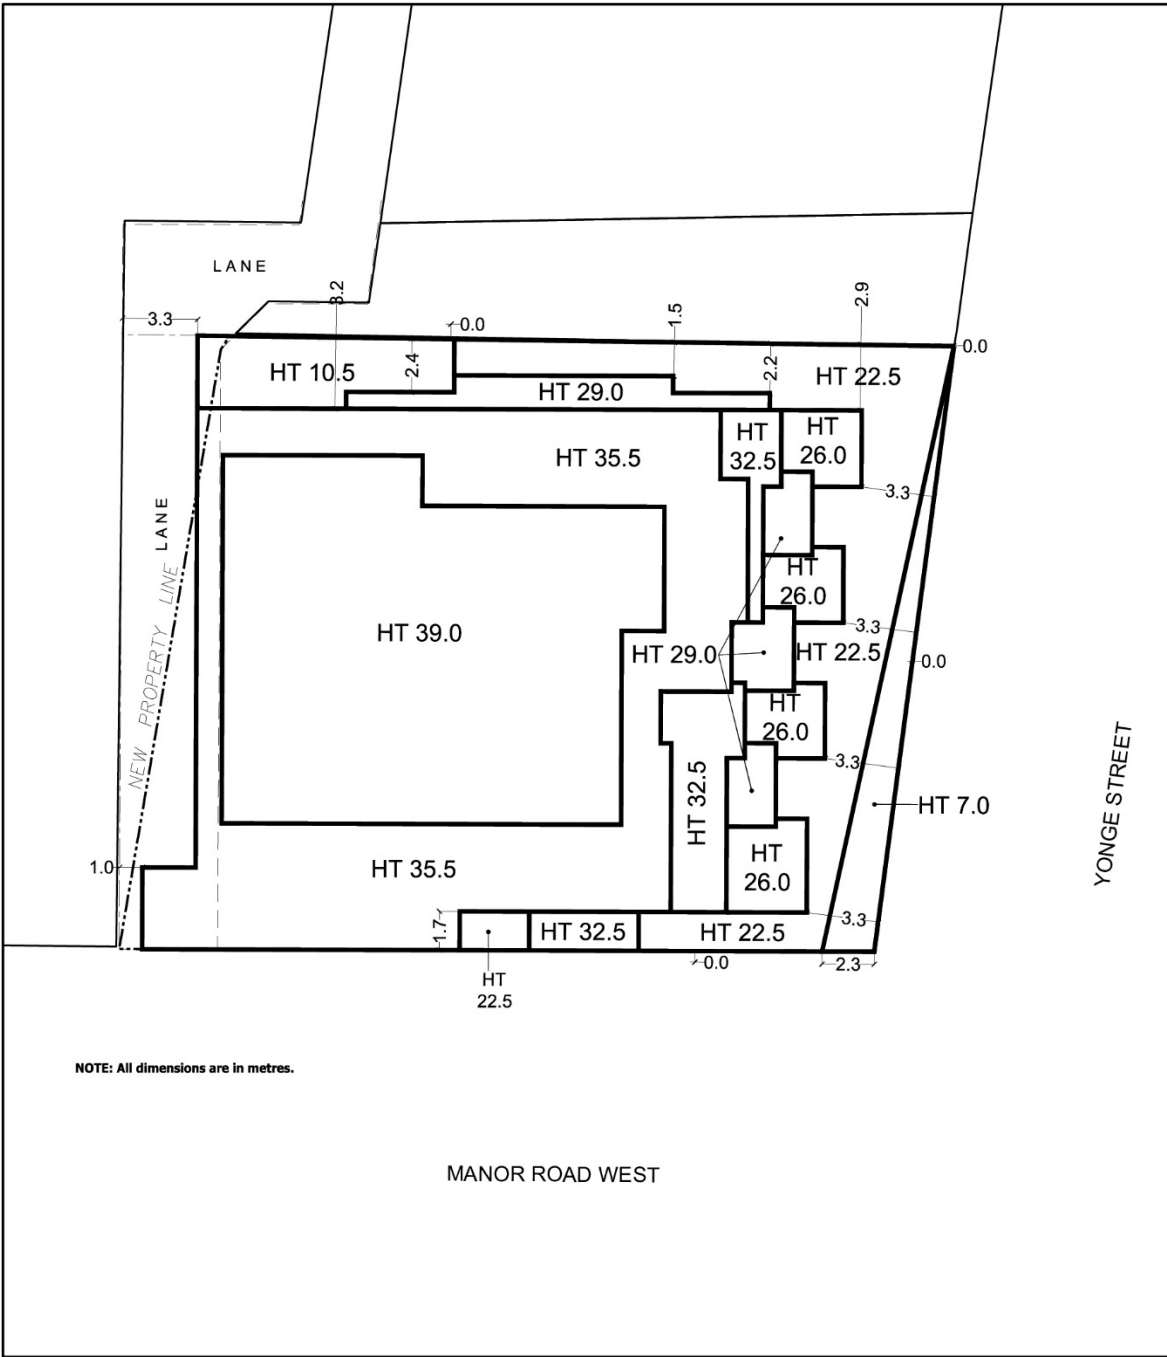 LANE
3.2
2.9
3.3
0.0
1.5
0.0
HT 10.5
2.4
2.2
HT 22.5
HT 29.0
HT
32.5
HT
26.0
HT 35.5
3.3
LANE
HT
26.0
NEW PROPERTY LINE
HT 39.0
3.3
HT 29.0
HT 22.5
0.0
HT
26.0
3.3
HT 32.5
HT 7.0
YONGE STREET
1.0
HT 35.5
HT
26.0
3.3
1.7
HT 32.5
HT 22.5
0.0
2.3
HT
22.5
NOTE: All dimensions are in metres.
MANOR ROAD WEST